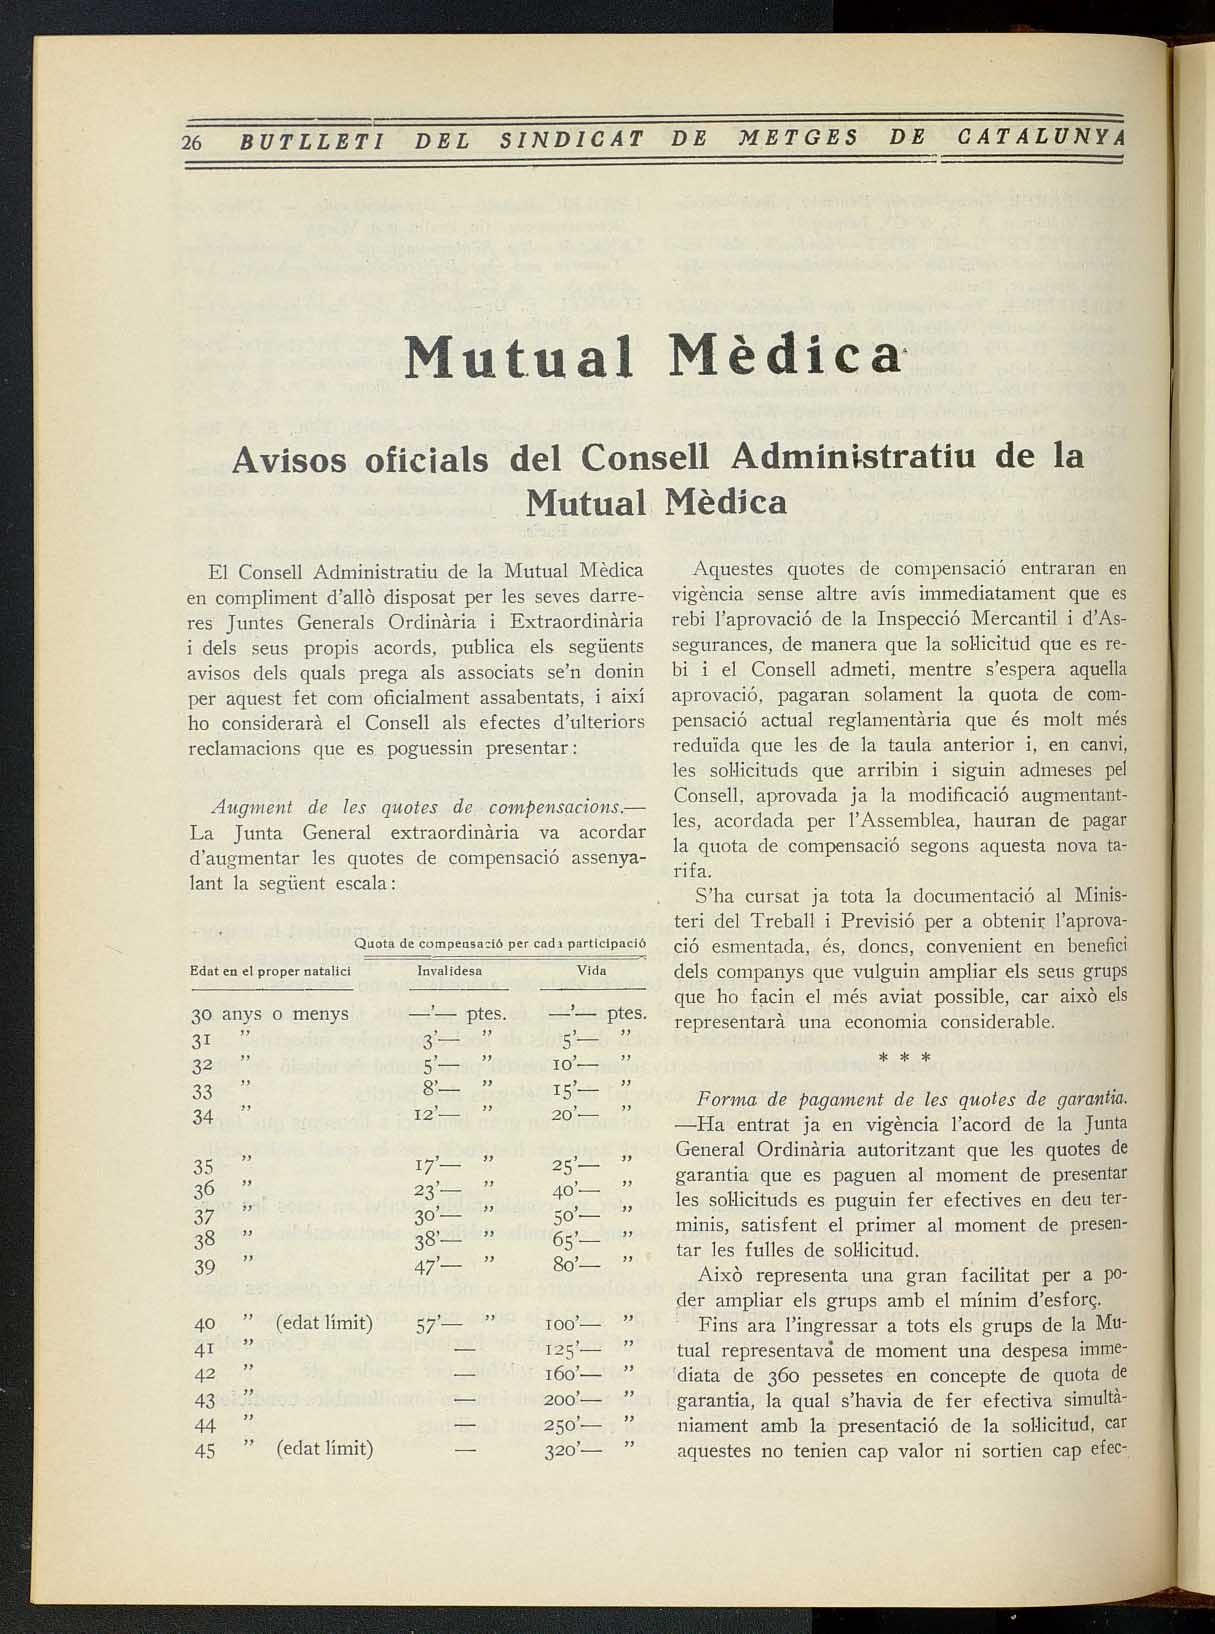 26 BUTLLETI DEL SINDICAT DE METGES DE CATALUNYA
Mutual Mèdica
Avisos oficials del Consell Administratiu de la
Mutual Mèdica
El Consell Administratiu de la Mutual Mèdica
en compliment d'allò disposat per les seves darre-
res Juntes Generals Ordinària i Extraordinària
i dels seus propis acords, publica els següents
avisos dels quals prega als associats se'n donin
per aquest fet com oficialment assabentats, i així
ho considerarà el Consell als efectes d'ulteriors
reclamacions que es poguessin presentar:
Augment de les quotes de compensacions.—
La Junta General extraordinària va acordar
d'augmentar les quotes de compensació assenya-
lant la següent escala:
Quota de compensació per cada participació
Edat en el proper natalici Invalidesa Vida
30 anys o menys —'— ptes. —'— ptes.
31 " 3'— " 5'— "
32 " 5'— " 10'— "
33 " 8'— " 15'— "
34 " 12'— " 20'— "
35 " 17'— " 25'— "
36 " 23'— " 40'— "
37 " 30'— " 50'— "
38 " 38'— " 65'— "
39 " 47'— " 80'— "
40 " (edat límit) 57'— " 100'— "
41 " — 125'— "
42 " — 160'— "
43 " — 200'— "
44 " — 250'— "
45 " (edat límit) — 320'— "
Aquestes quotes de compensació entraran en
vigència sense altre avís immediatament que es
rebi l'aprovació de la Inspecció Mercantil i d'As-
segurances, de manera que la sol·licitud que es re-
bi i el Consell admeti, mentre s'espera aquella
aprovació, pagaran solament la quota de com-
pensació actual reglamentària que és molt més
reduïda que les de la taula anterior i, en canvi,
les sol·licituds que arribin i siguin admeses pel
Consell, aprovada ja la modificació augmentant-
les, acordada per l'Assemblea, hauran de pagar
la quota de compensació segons aquesta nova ta-
rifa.
S'ha cursat ja tota la documentació al Minis-
teri del Treball i Previsió per a obtenir l'aprova-
ció esmentada, és, doncs, convenient en benefici
dels companys que vulguin ampliar els seus grups
que ho facin el més aviat possible, car això els
representarà una economia considerable.
* * *
Forma de pagament de les quotes de garantia.
—Ha entrat ja en vigència l'acord de la Junta
General Ordinària autoritzant que les quotes de
garantia que es paguen al moment de presentar
les sol·licituds es puguin fer efectives en deu ter-
minis, satisfent el primer al moment de presen-
tar les fulles de sol·licitud.
Això representa una gran facilitat per a po-
der ampliar els grups amb el mínim d'esforç.
Fins ara l'ingressar a tots els grups de la Mu-
tual representava de moment una despesa imme-
diata de 360 pessetes en concepte de quota de
garantia, la qual s'havia de fer efectiva simultà-
niament amb la presentació de la sol·licitud, car
aquestes no tenien cap valor ni sortien cap efec-